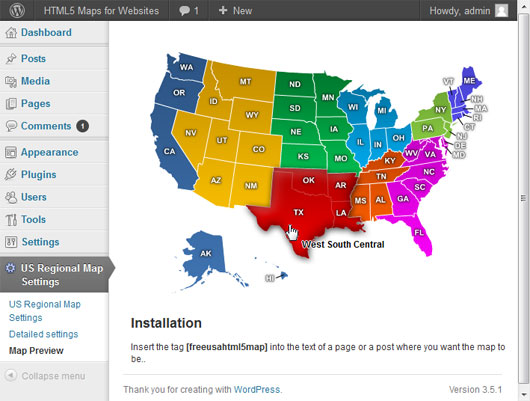 HTML5 Maps for Websites
1
+ New
Howdy, admin
Dashboard
Posts
Media
Pages
Comments 1
Appearance
Plugins
Users
Tools
Settings
US Regional Map
Settings
US Regional Map
Settings
Detailed settings
Map Preview
Collapse menu
WA
OR
CA
ID
NV
MT
WY
UT
CO
AZ
NM
ND
SD
NE
KS
MN
IA
MO
WI
MI
IL
IN
OH
OK
TX
AR
LA
KY
TN
MS
AL
WV
VA
NC
SC
GA
FL
NY
PA
VT
ME
NH
MA
RI
CT
NJ
DE
MD
AK
HI
West South Central
Installation
Insert the tag [freeusahtml5map] into the text of a page or a post where you want the map to
be..
Thank you for creating with WordPress.
Version 3.5.1